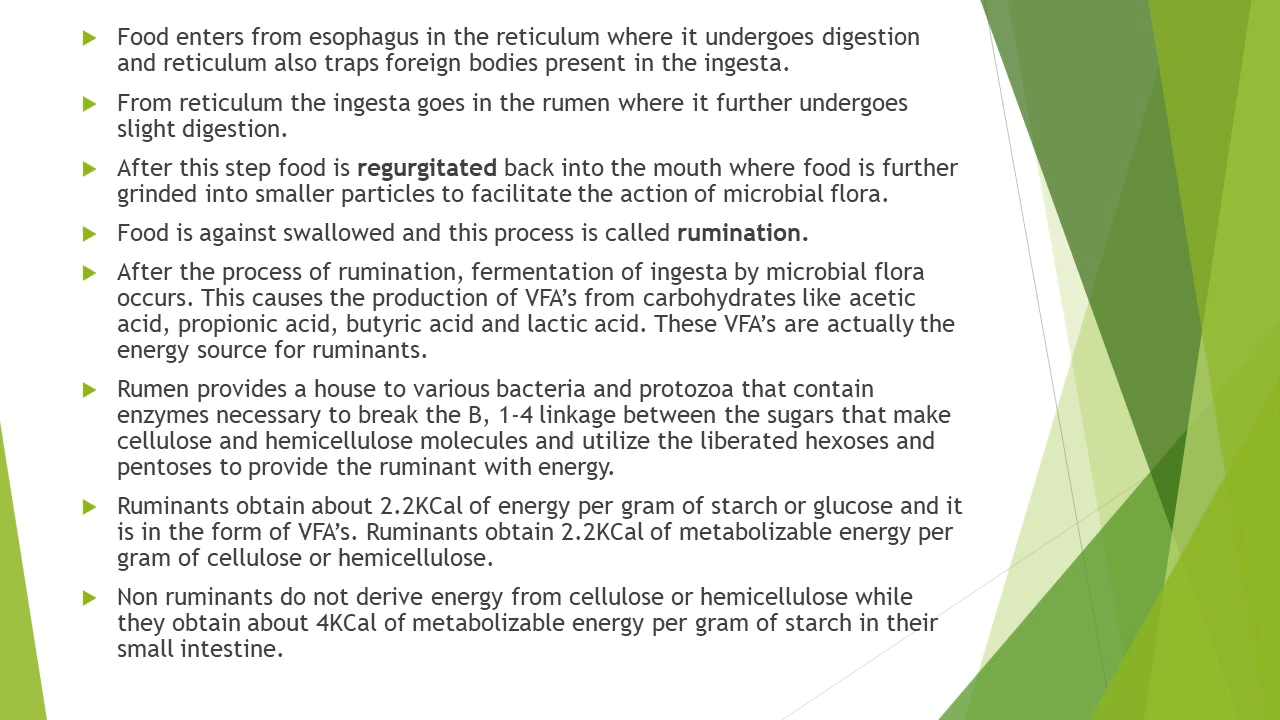 Food enters from esophagus in the reticulum where it undergoes digestion
and reticulum also traps foreign bodies present in the ingesta.
From reticulum the ingesta goes in the rumen where it further undergoes
slight digestion.
After this step food is regurgitated back into the mouth where food is further
grinded into smaller particles to facilitate the action of microbial flora.
Food is against swallowed and this process is called rumination.
After the process of rumination, fermentation of ingesta by microbial flora
occurs. This causes the production of VFA’s from carbohydrates like acetic
acid, propionic acid, butyric acid and lactic acid. These VFA’s are actually the
energy source for ruminants.
Rumen provides a house to various bacteria and protozoa that contain
enzymes necessary to break the B, 1-4 linkage between the sugars that make
cellulose and hemicellulose molecules and utilize the liberated hexoses and
pentoses to provide the ruminant with energy.
Ruminants obtain about 2.2KCal of energy per gram of starch or glucose and it
is in the form of VFA’s. Ruminants obtain 2.2KCal of metabolizable energy per
gram of cellulose or hemicellulose.
Non ruminants do not derive energy from cellulose or hemicellulose while
they obtain about 4KCal of metabolizable energy per gram of starch in their
small intestine.